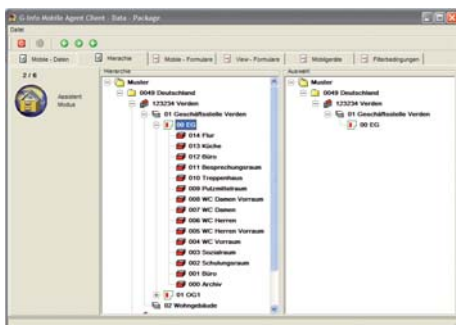 G-Info Mobile Agent Client - Data - Package
Datei
Mobile - Daten
Hierarchie
Mobile - Formulare
View - Formulare
Mobilgeräte
Filterbedingungen
2 / 6
Assistent
Modus
Hierarchie
Muster
0049 Deutschland
123234 Verden
01 Geschäftsstelle Verden
00 EG
014 Flur
013 Küche
012 Büro
011 Besprechungsraum
010 Treppenhaus
009 Putzmittelraum
008 WC Damen Vorraum
007 WC Damen
006 WC Herren
005 WC Herren Vorraum
004 WC Vorraum
003 Sozialraum
002 Schulungsraum
001 Büro
000 Archiv
01 OG1
02 Wohngebäude
Auswahl
Muster
0049 Deutschland
123234 Verden
01 Geschäftsstelle Verden
00 EG